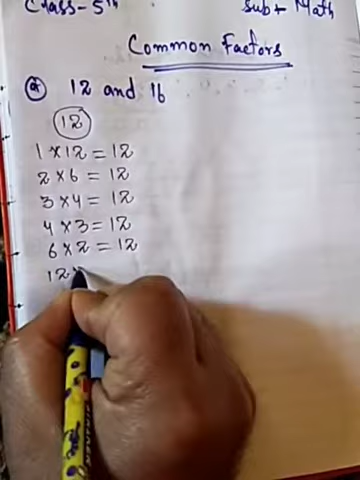 Class - 5th Sub - Math
Common Factors
Q 12 and 16
12
1 × 12 = 12
2 × 6 = 12
3 × 4 = 12
4 × 3 = 12
6 × 2 = 12
12